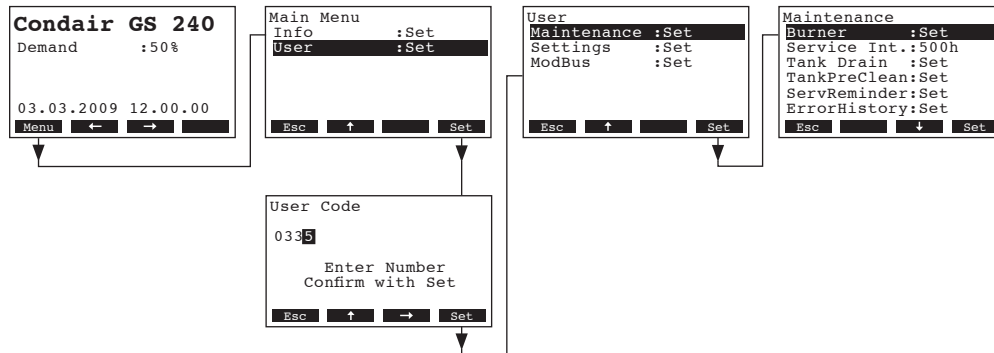 Condair GS 240
Demand :50%
03.03.2009 12.00.00
Menu ← →
Main Menu
Info :Set
User :Set
Esc ↑ Set
User Code
0335
Enter Number
Confirm with Set
Esc ↑ → Set
User
Maintenance :Set
Settings :Set
ModBus :Set
Esc ↑ Set
Maintenance
Burner :Set
Service Int.:500h
Tank Drain :Set
TankPreClean:Set
ServReminder:Set
ErrorHistory:Set
Esc ↓ Set